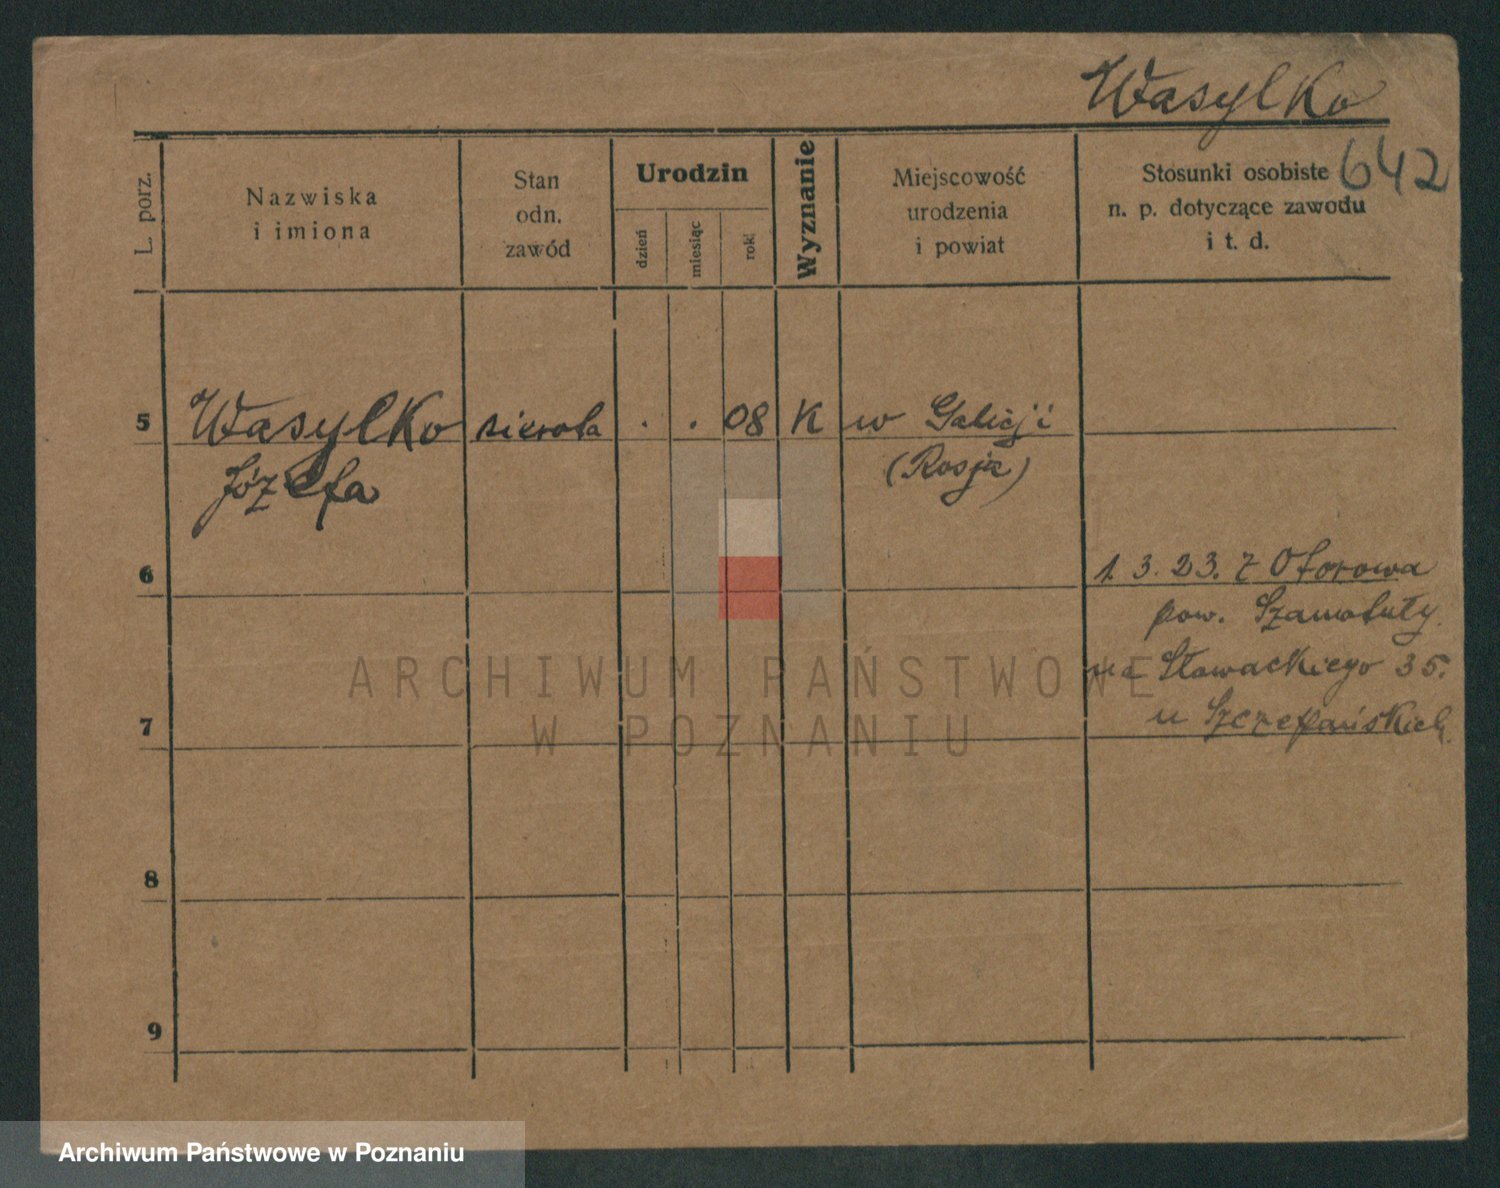 Wasylko
642
L. porz.
Nazwiska
i imiona
Stan
odn.
zawód
Urodzin
dzień
miesiąc
rok
Wyznanie
Miejscowość
urodzenia
i powiat
Stosunki osobiste
n. p. dotyczące zawodu
i t. d.
5 Wasylko sierota . . 08 K w Galicji
Józefa (Rosja)
6 1. 3. 23. z Otorowa
pow. Szamotuły.
na Słowackiego 35.
7 u Szczepańskich.
8
9
ARCHIWUM PAŃSTWOWE
W POZNANIU
Archiwum Państwowe w Poznaniu